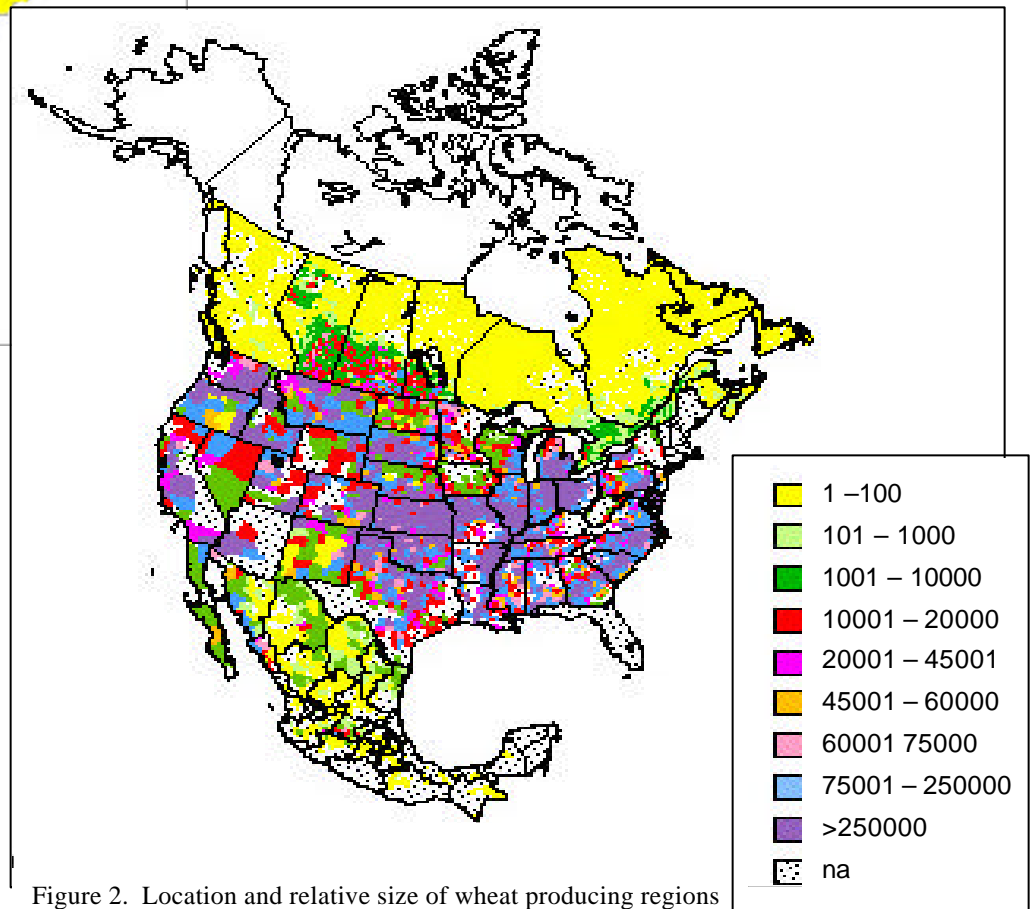 1 –100
101 – 1000
1001 – 10000
10001 – 20000
20001 – 45001
45001 – 60000
60001 75000
75001 – 250000
>250000
na
Figure 2.  Location and relative size of wheat producing regions